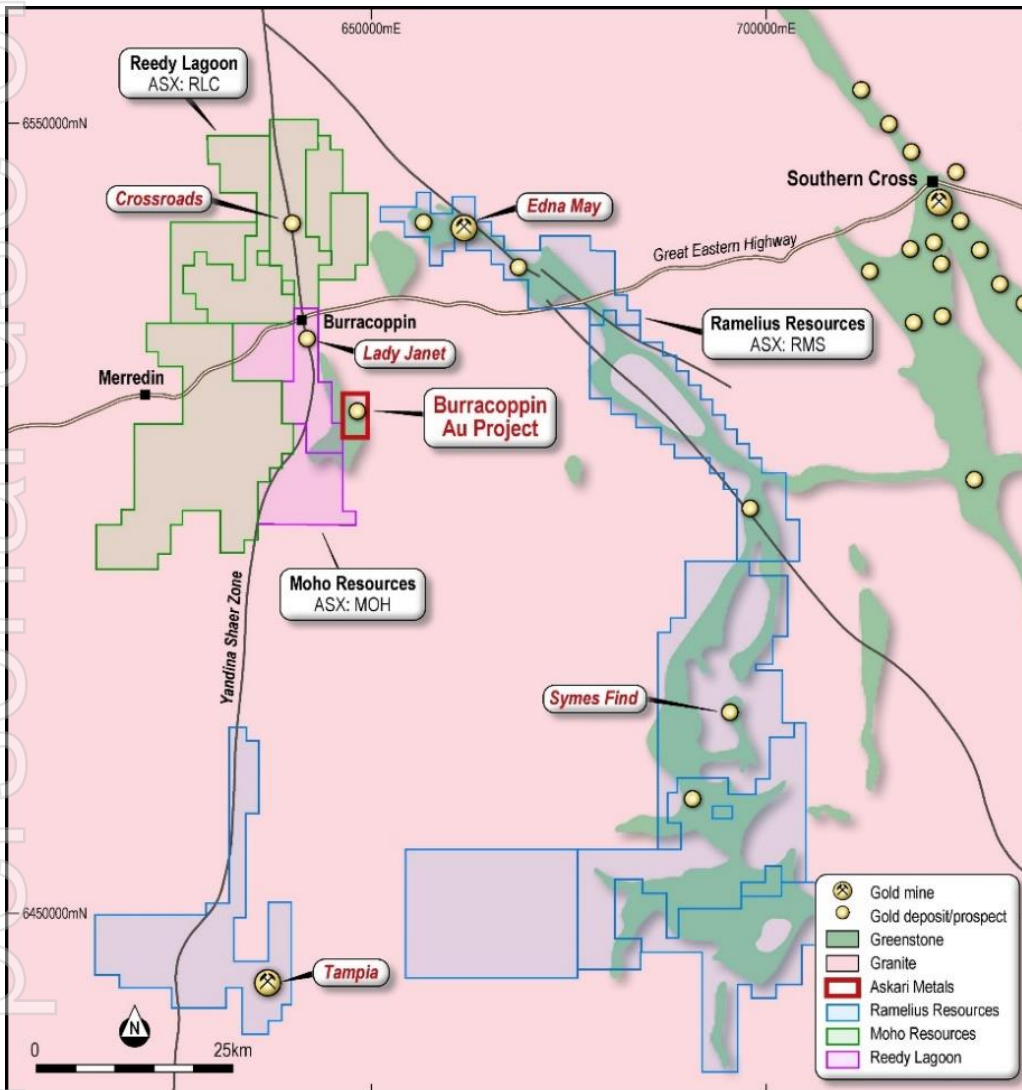 650000mE
700000mE
Reedy Lagoon
ASX: RLC
6550000mN
Southern Cross
Crossroads
Edna May
Great Eastern Highway
Burracoppin
Ramelius Resources
ASX: RMS
Lady Janet
Merredin
Burracoppin
Au Project
Moho Resources
ASX: MOH
Yandina Shaer Zone
Symes Find
6450000mN
Tampia
Gold mine
Gold deposit/prospect
Greenstone
Granite
Askari Metals
Ramelius Resources
Moho Resources
Reedy Lagoon
N
0
25km